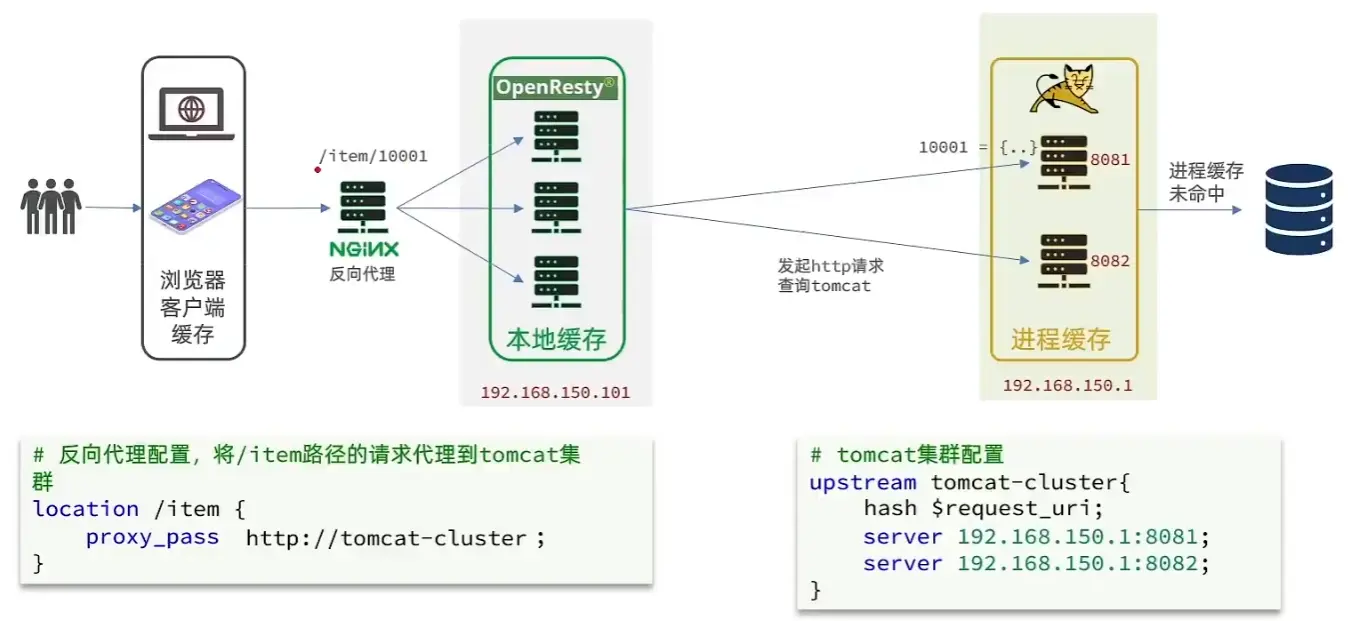 浏览器
客户端
缓存
/item/10001
NGINX
反向代理
OpenResty®
本地缓存
192.168.150.101
发起http请求
查询tomcat
10001 = {..}
8081
8082
进程缓存
192.168.150.1
进程缓存
未命中
# 反向代理配置，将/item路径的请求代理到tomcat集
群
location /item {
    proxy_pass  http://tomcat-cluster ;
}
# tomcat集群配置
upstream tomcat-cluster{
    hash $request_uri;
    server 192.168.150.1:8081;
    server 192.168.150.1:8082;
}